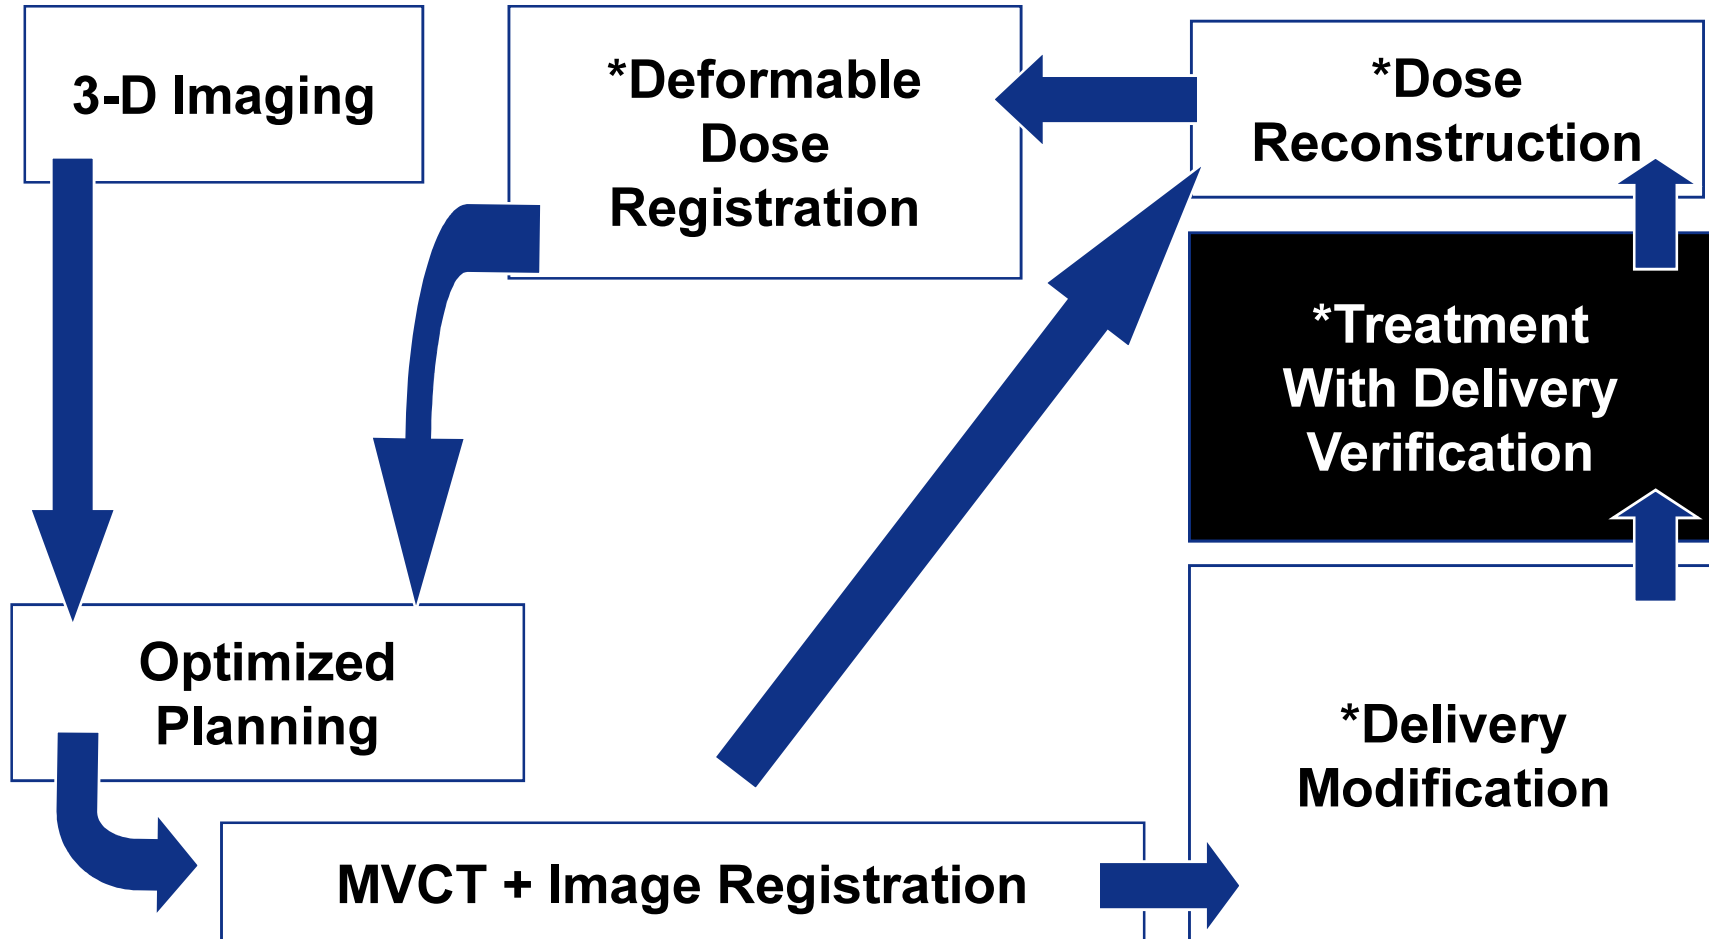 3-D Imaging
*Deformable
Dose
Registration
*Dose
Reconstruction
*Treatment
With Delivery
Verification
Optimized
Planning
*Delivery
Modification
MVCT + Image Registration